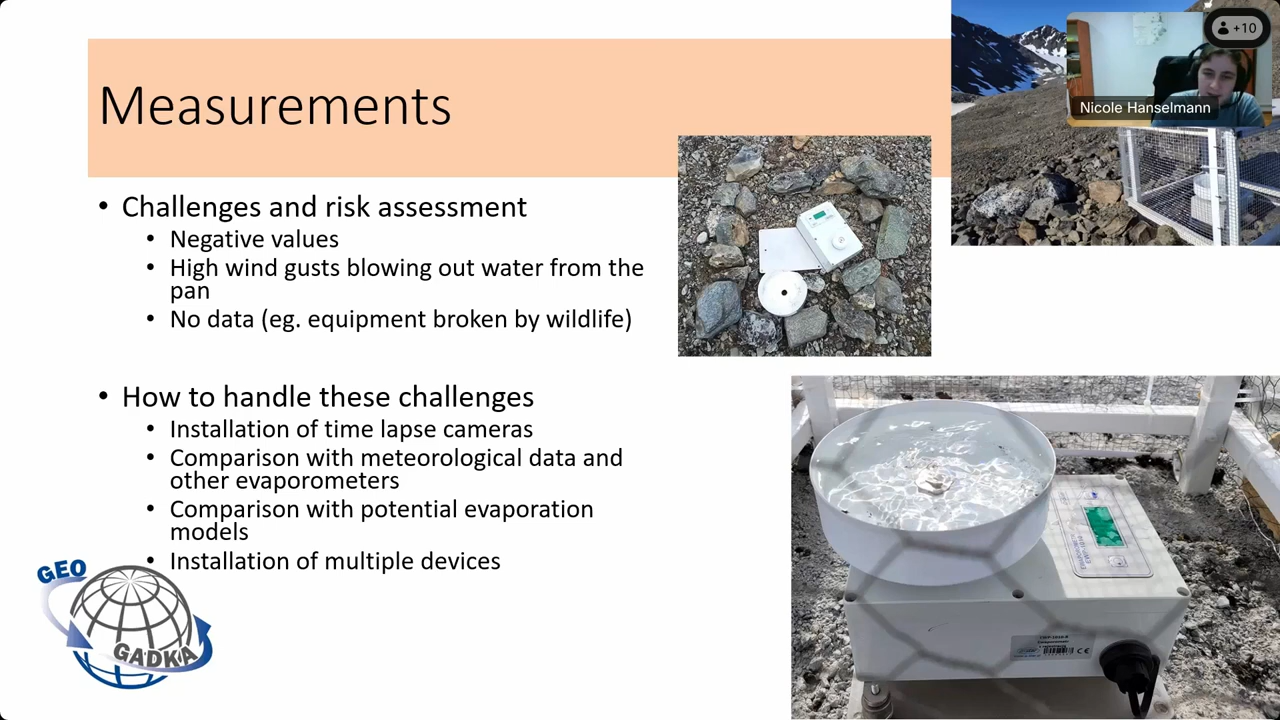 +10
Nicole Hanselmann
Measurements
• Challenges and risk assessment
• Negative values
• High wind gusts blowing out water from the
pan
• No data (eg. equipment broken by wildlife)
• How to handle these challenges
• Installation of time lapse cameras
• Comparison with meteorological data and
other evaporometers
• Comparison with potential evaporation
models
• Installation of multiple devices
GEO
GADKA